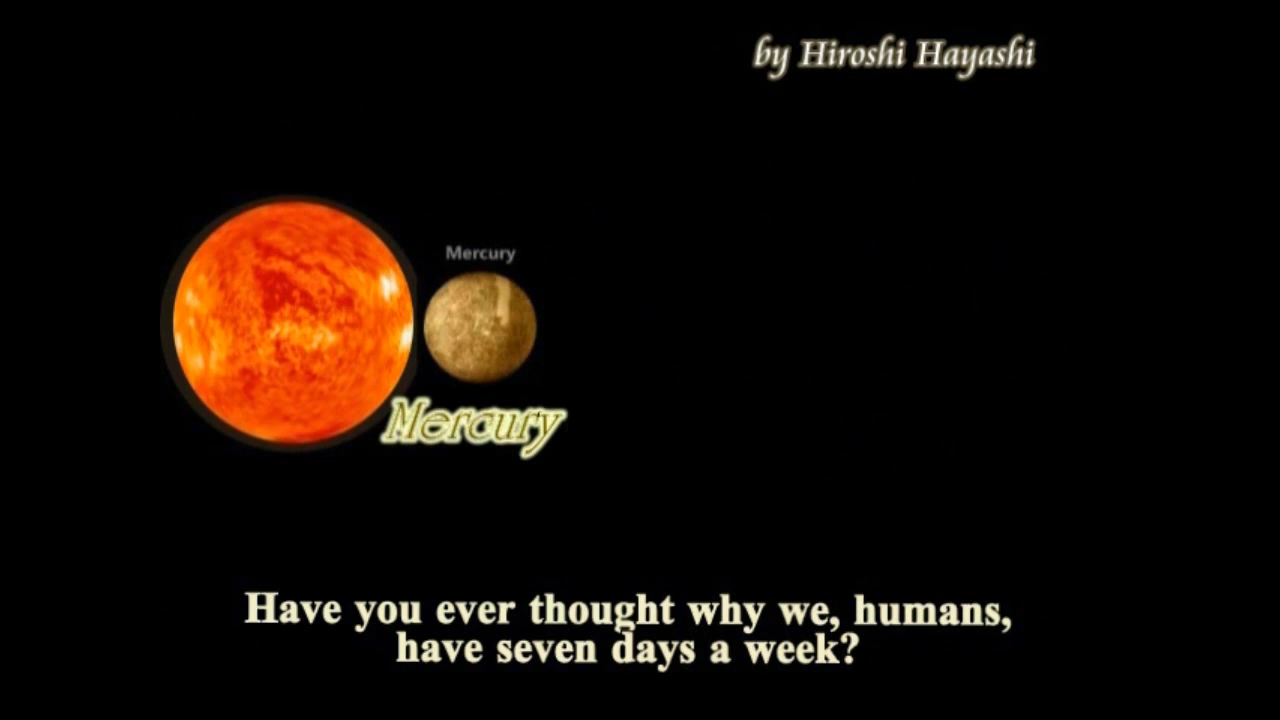 by Hiroshi Hayashi
Mercury
Mercury
Have you ever thought why we, humans,
have seven days a week?